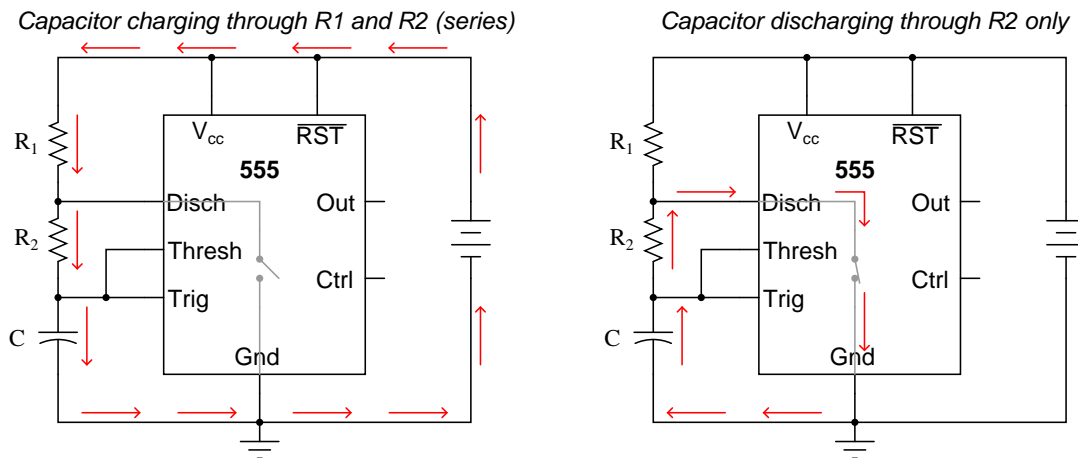 Capacitor charging through R1 and R2 (series)
Vcc
RST
555
R1
Disch
Out
R2
Thresh
Ctrl
Trig
C
Gnd
Capacitor discharging through R2 only
Vcc
RST
555
R1
Disch
Out
R2
Thresh
Ctrl
Trig
C
Gnd